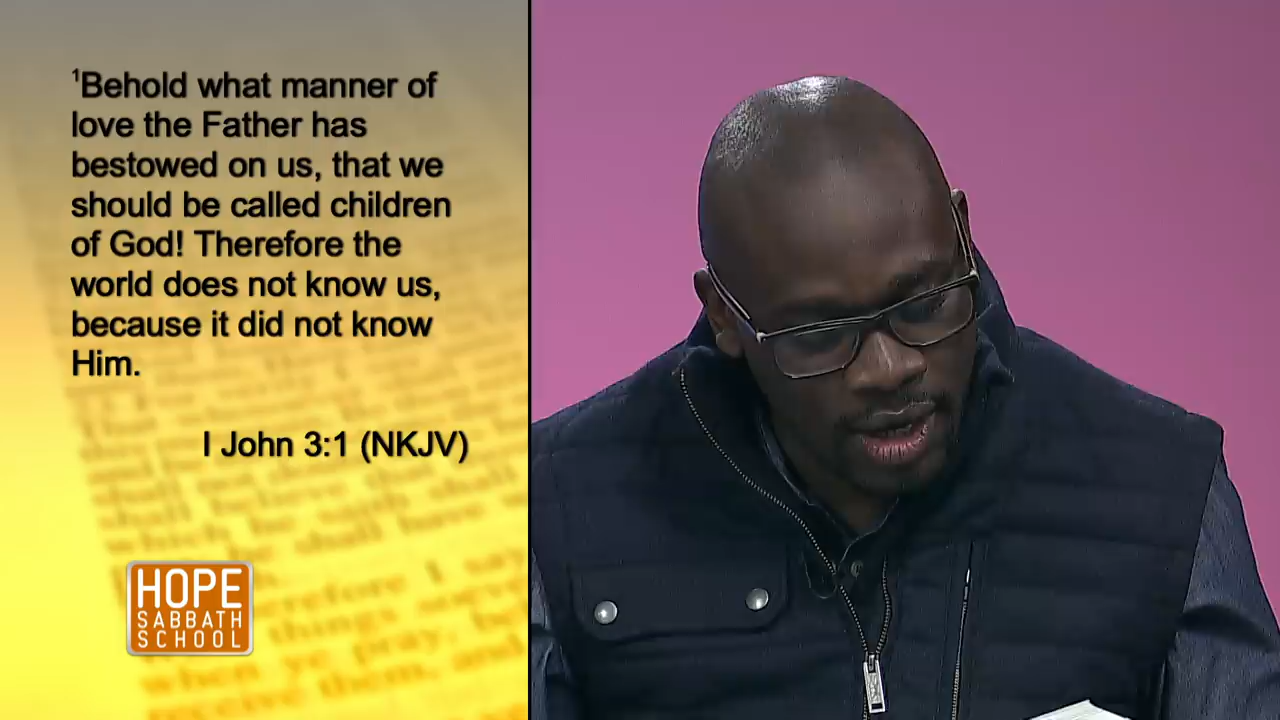 ¹Behold what manner of
love the Father has
bestowed on us, that we
should be called children
of God! Therefore the
world does not know us,
because it did not know
Him.
I John 3:1 (NKJV)
HOPE
SABBATH
SCHOOL